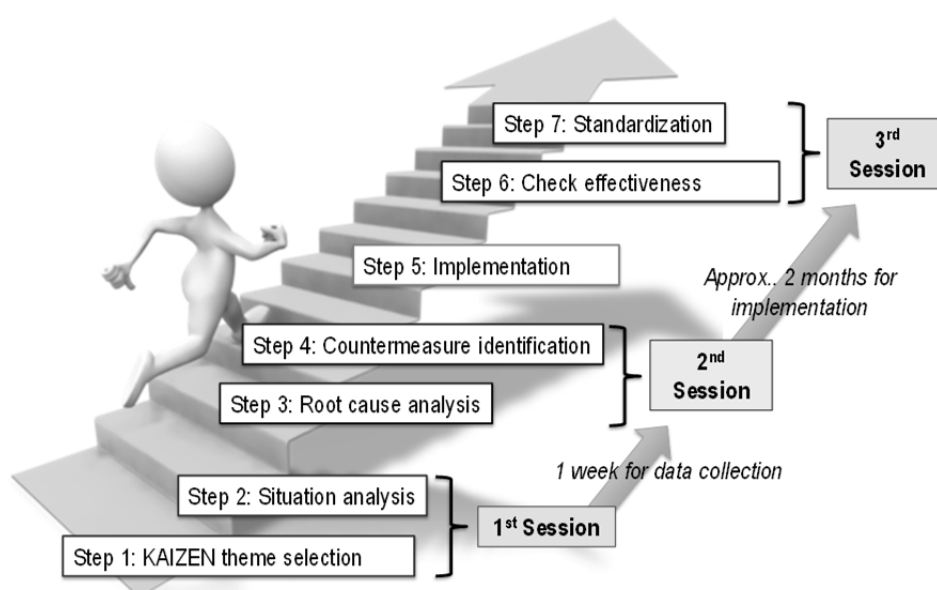 Step 7: Standardization
3rd
Session
Step 6: Check effectiveness
Step 5: Implementation
Approx.. 2 months for
implementation
Step 4: Countermeasure identification
2nd
Session
Step 3: Root cause analysis
1 week for data collection
Step 2: Situation analysis
1st Session
Step 1: KAIZEN theme selection